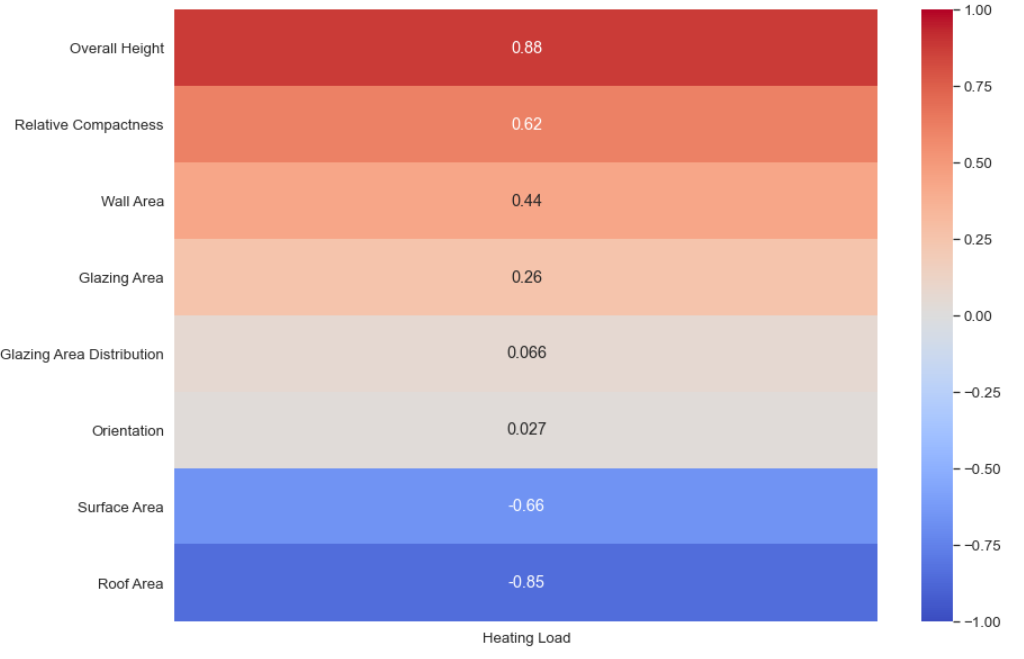 Overall Height 0.88
Relative Compactness 0.62
Wall Area 0.44
Glazing Area 0.26
Glazing Area Distribution 0.066
Orientation 0.027
Surface Area -0.66
Roof Area -0.85
Heating Load
1.00
0.75
0.50
0.25
0.00
−0.25
−0.50
−0.75
−1.00